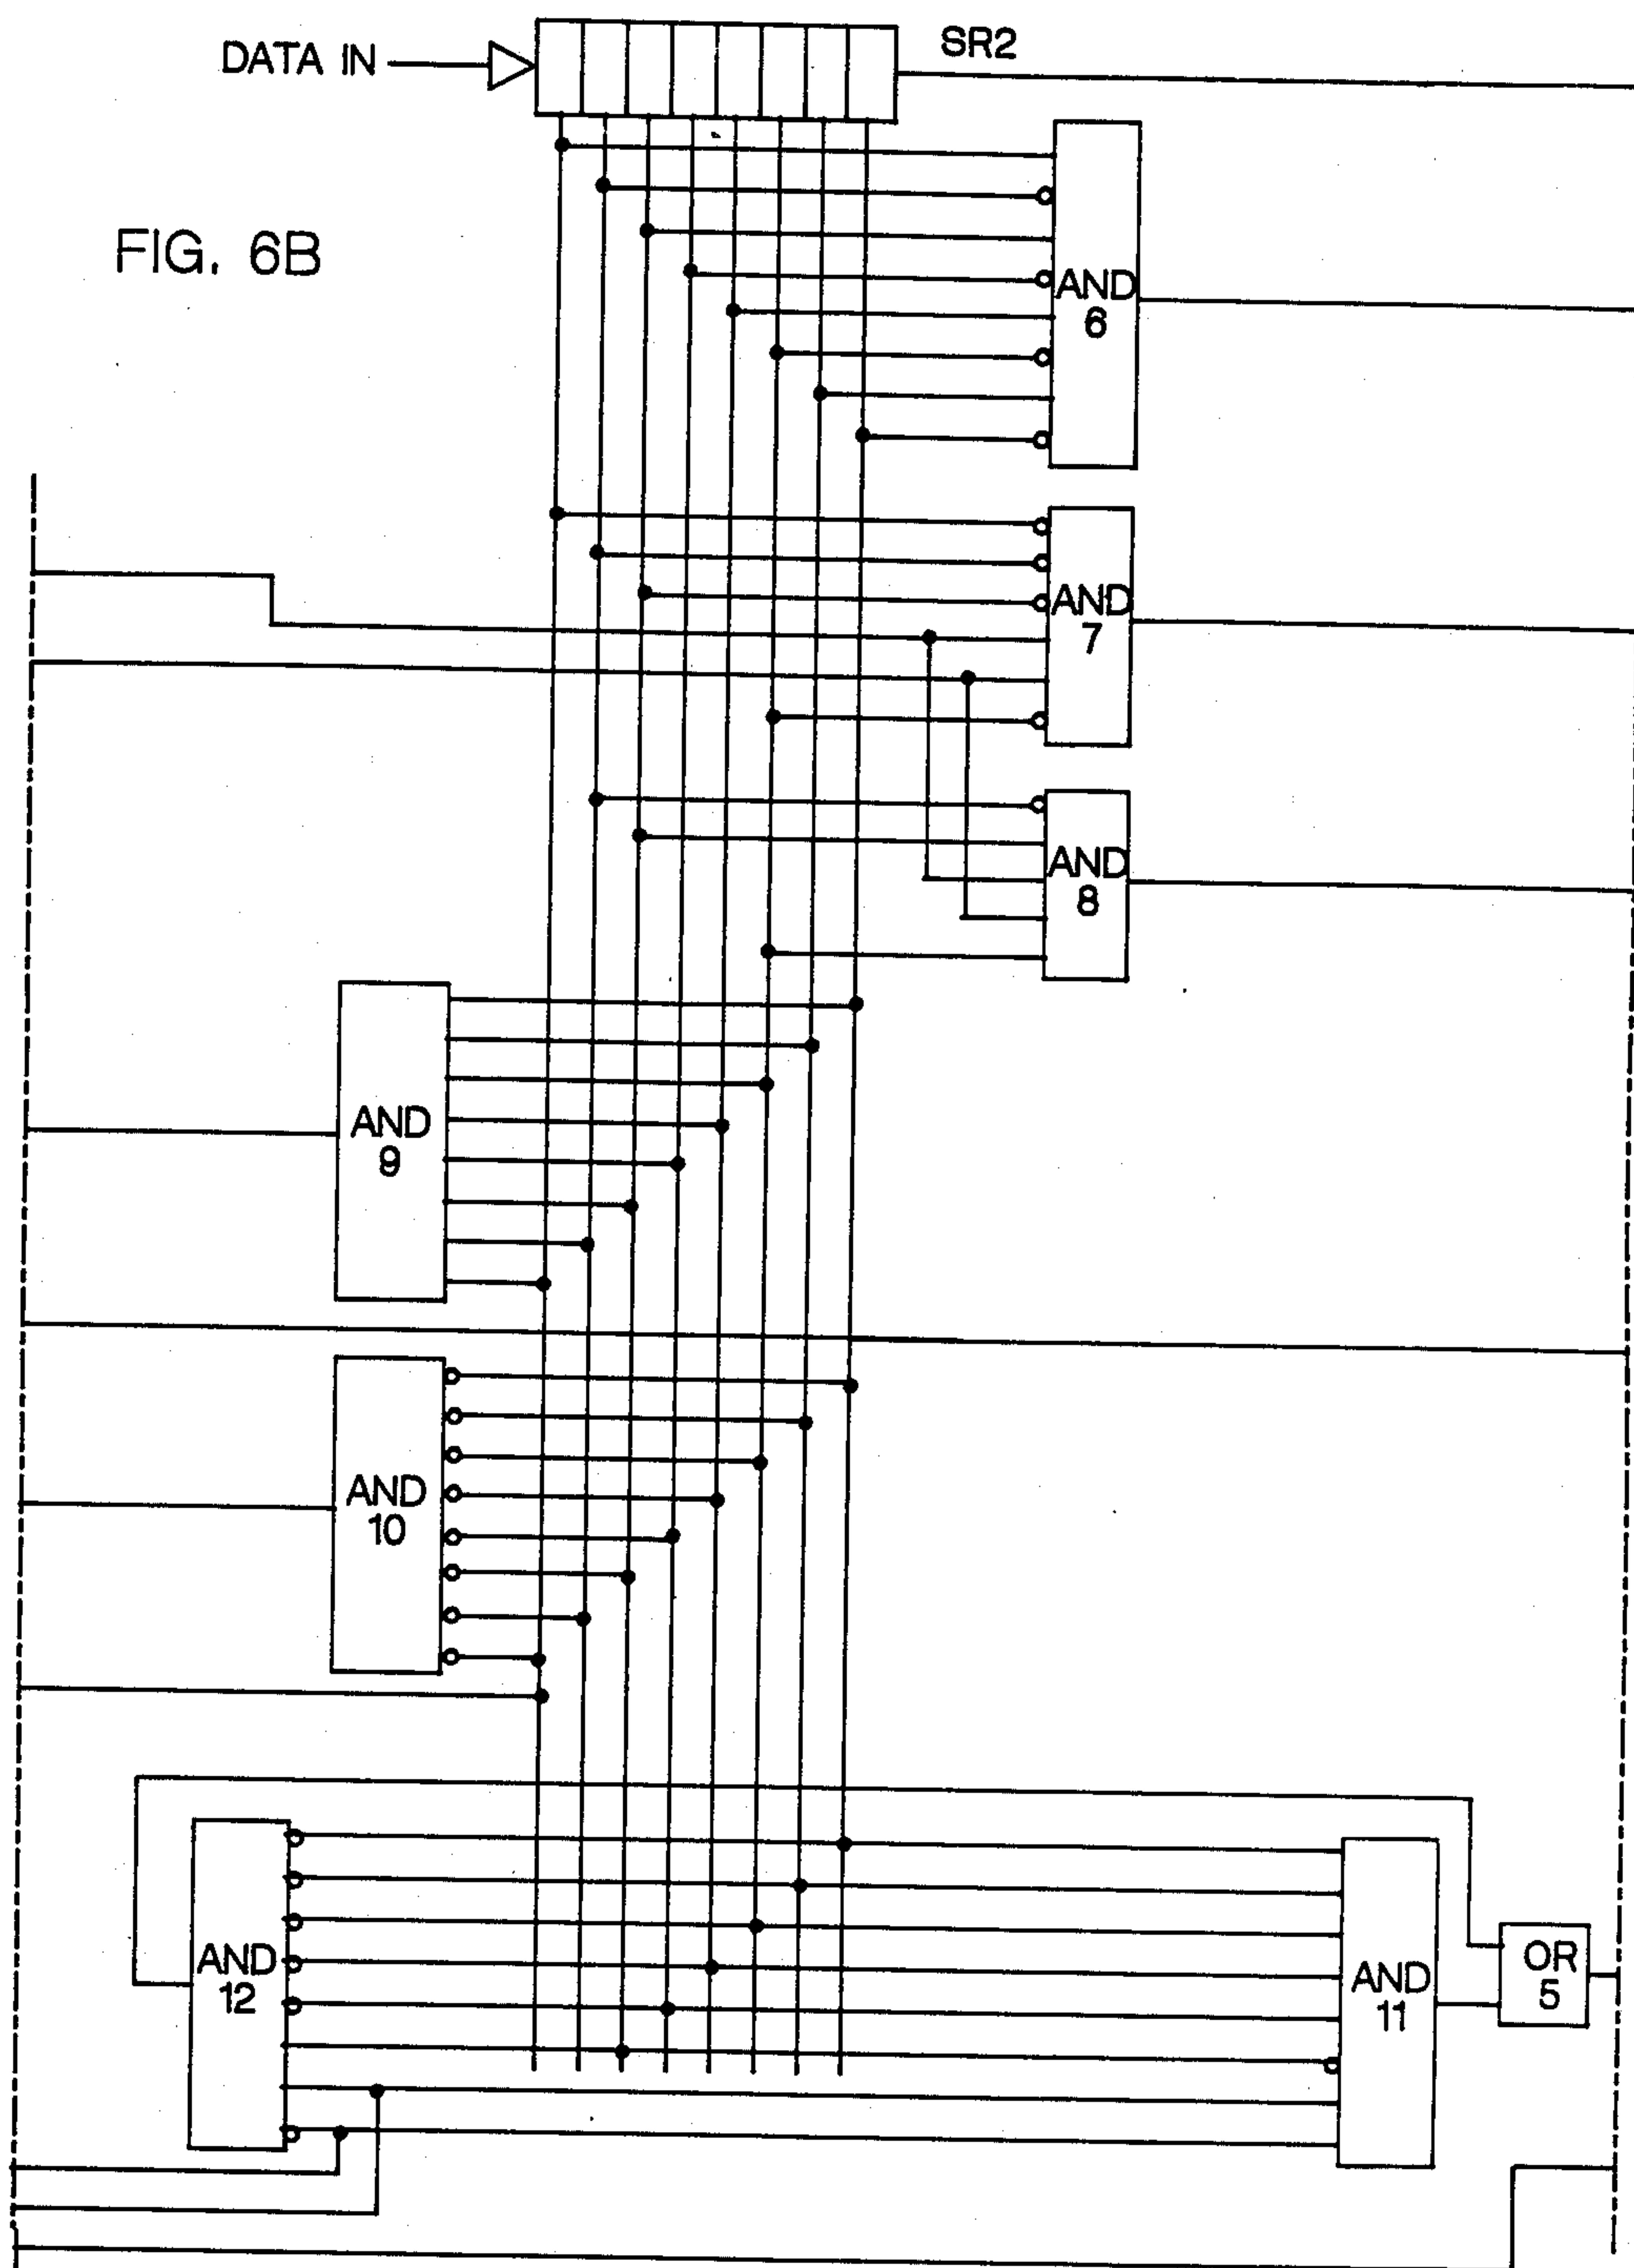 DATA IN
SR2
FIG. 6B
AND
6
AND
7
AND
8
AND
9
AND
10
AND
12
AND
11
OR
5